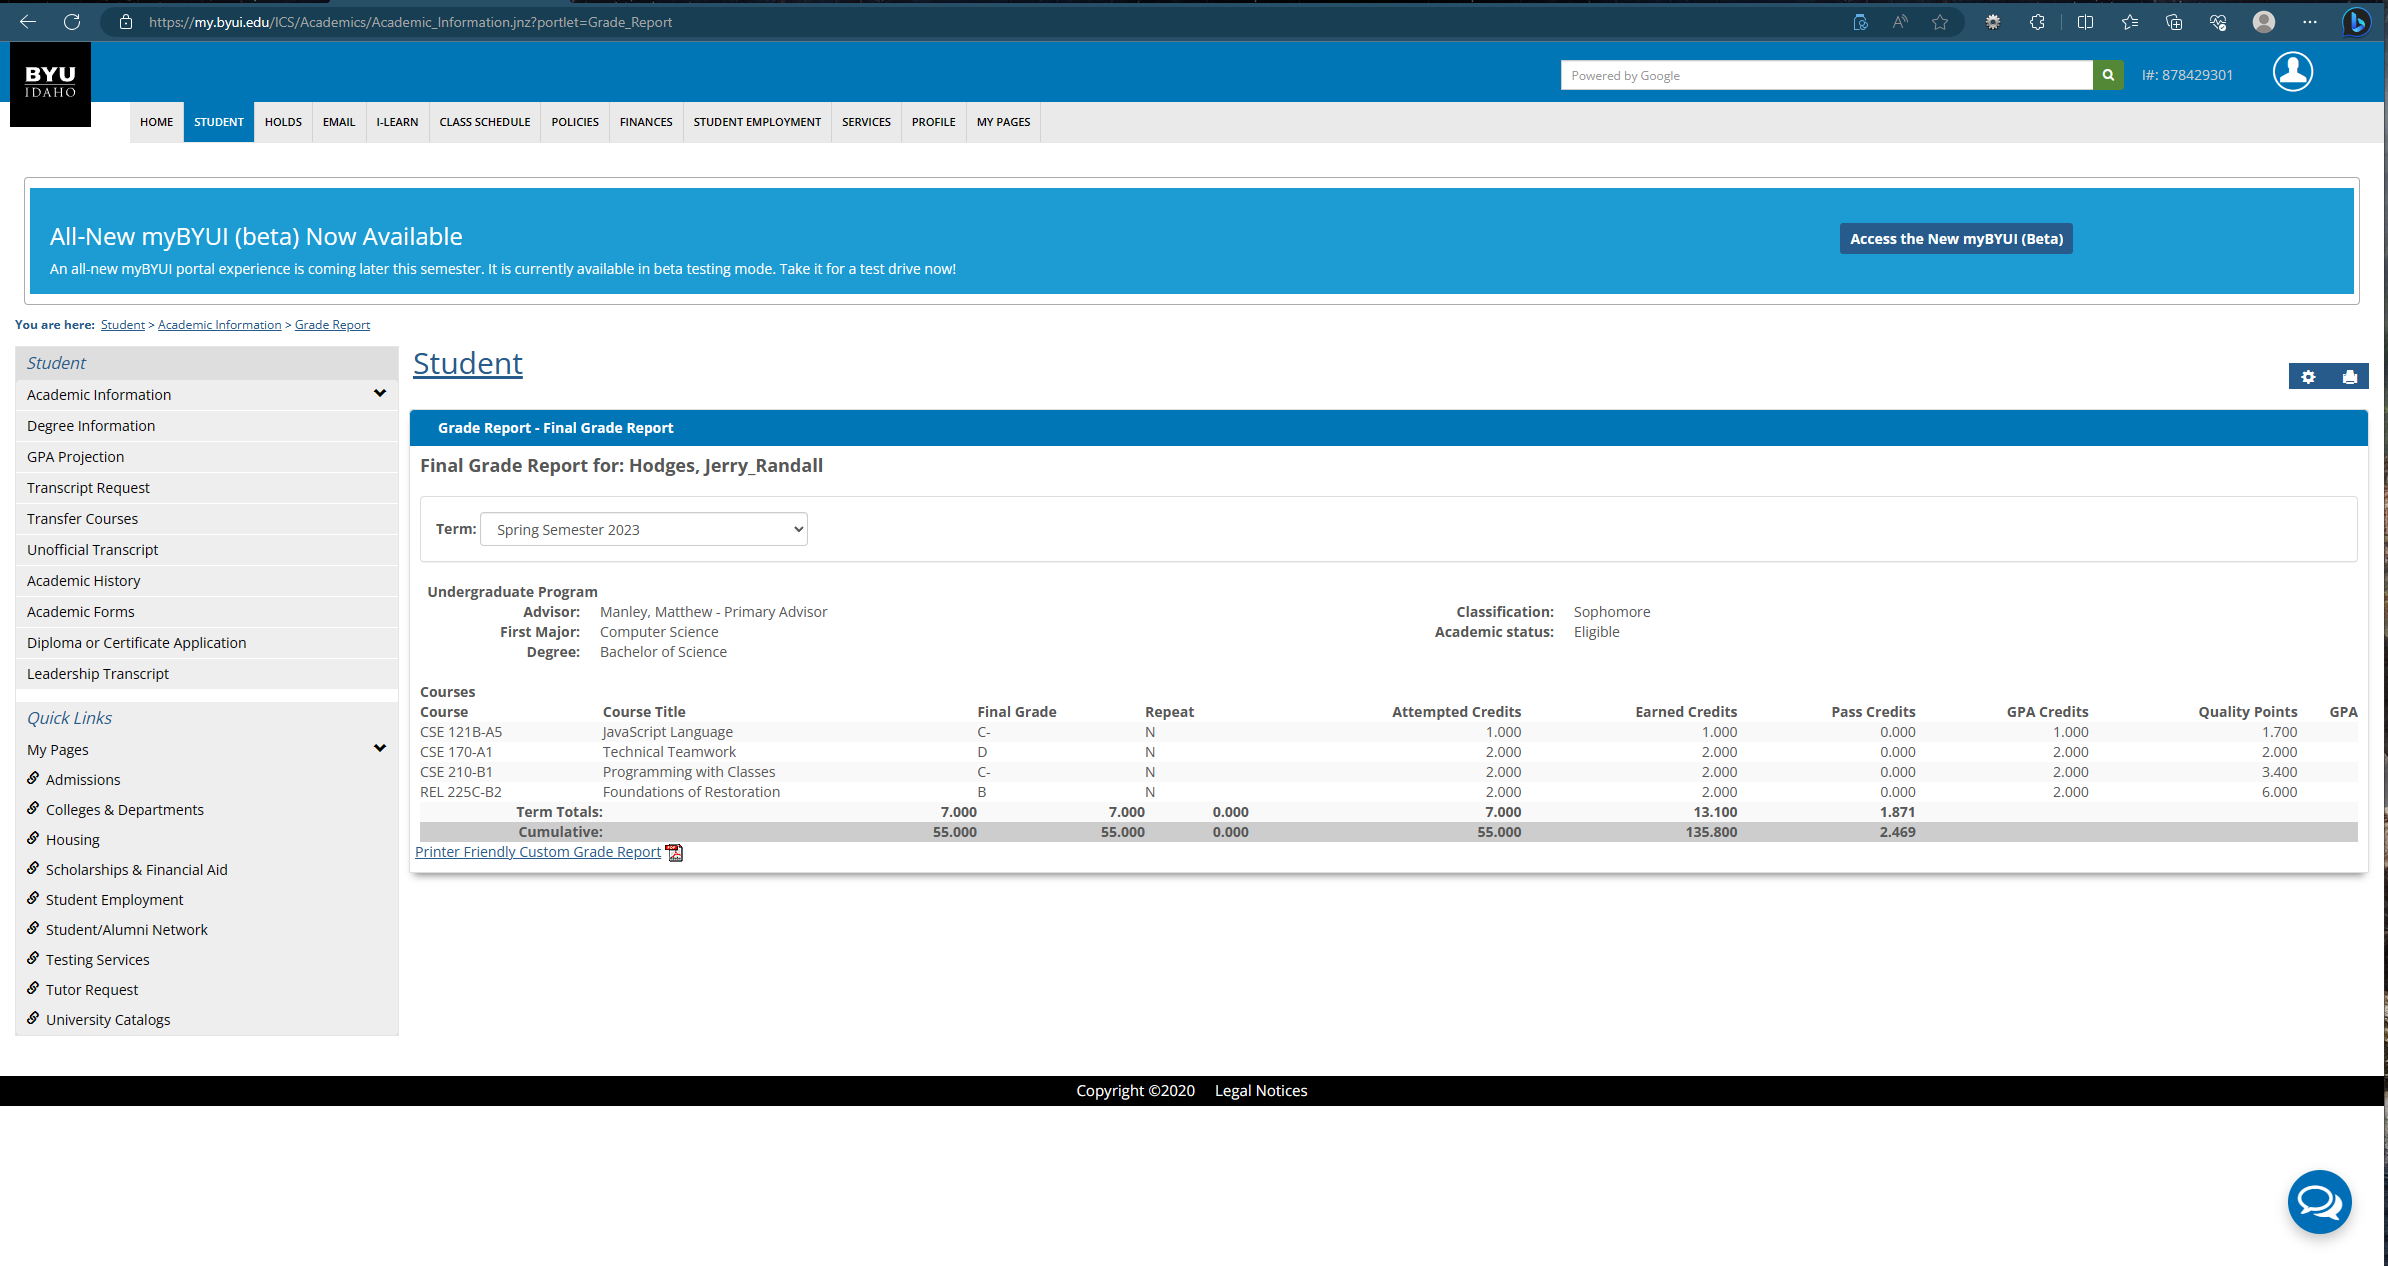 https://my.byui.edu/ICS/Academics/Academic_Information.jnz?portlet=Grade_Report
BYU
IDAHO
Powered by Google
I#: 878429301
HOME STUDENT HOLDS EMAIL I-LEARN CLASS SCHEDULE POLICIES FINANCES STUDENT EMPLOYMENT SERVICES PROFILE MY PAGES
All-New myBYUI (beta) Now Available
An all-new myBYUI portal experience is coming later this semester. It is currently available in beta testing mode. Take it for a test drive now!
Access the New myBYUI (Beta)
You are here: Student > Academic Information > Grade Report
Student
Academic Information
Degree Information
GPA Projection
Transcript Request
Transfer Courses
Unofficial Transcript
Academic History
Academic Forms
Diploma or Certificate Application
Leadership Transcript
Quick Links
My Pages
Admissions
Colleges & Departments
Housing
Scholarships & Financial Aid
Student Employment
Student/Alumni Network
Testing Services
Tutor Request
University Catalogs
Student
Grade Report - Final Grade Report
Final Grade Report for: Hodges, Jerry_Randall
Term: Spring Semester 2023
Undergraduate Program
Advisor: Manley, Matthew - Primary Advisor Classification: Sophomore
First Major: Computer Science Academic status: Eligible
Degree: Bachelor of Science
Courses
Course Course Title Final Grade Repeat Attempted Credits Earned Credits Pass Credits GPA Credits Quality Points GPA
CSE 121B-A5 JavaScript Language C- N 1.000 1.000 0.000 1.000 1.700
CSE 170-A1 Technical Teamwork D N 2.000 2.000 0.000 2.000 2.000
CSE 210-B1 Programming with Classes C- N 2.000 2.000 0.000 2.000 3.400
REL 225C-B2 Foundations of Restoration B N 2.000 2.000 0.000 2.000 6.000
Term Totals: 7.000 7.000 0.000 7.000 13.100 1.871
Cumulative: 55.000 55.000 0.000 55.000 135.800 2.469
Printer Friendly Custom Grade Report
Copyright ©2020 Legal Notices